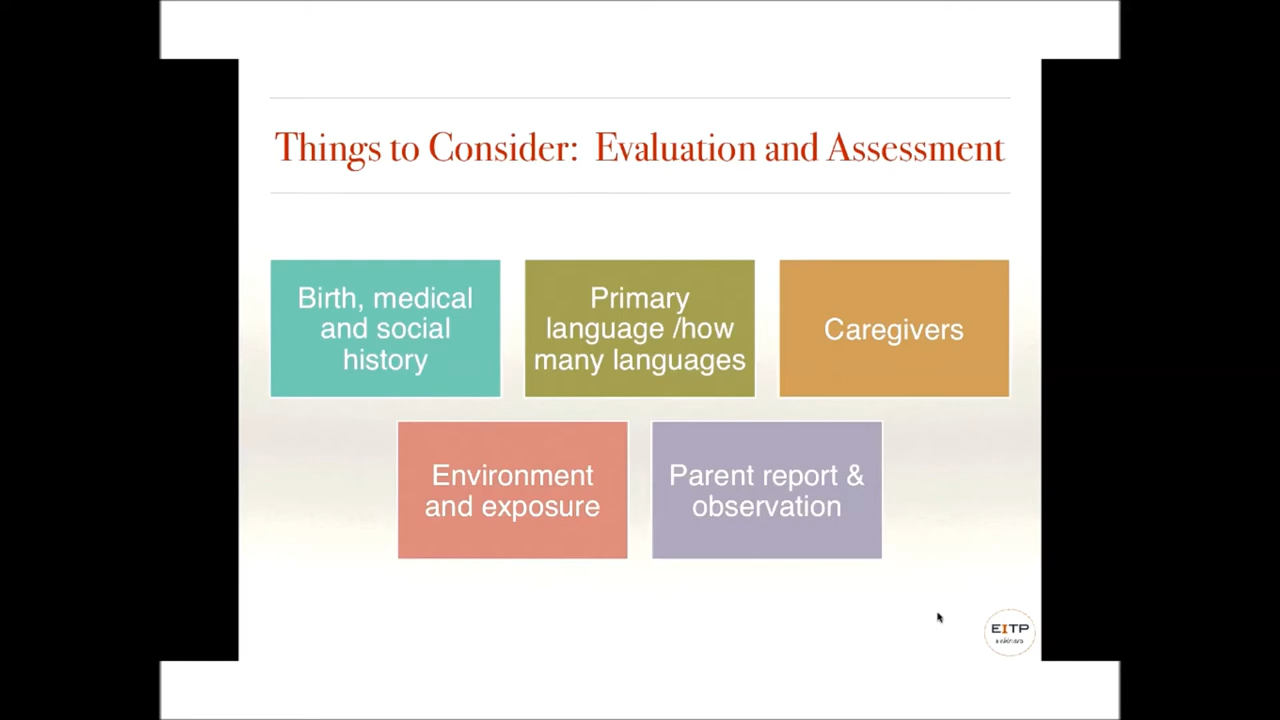 Things to Consider:  Evaluation and Assessment
Birth, medical
and social
history
Primary
language /how
many languages
Caregivers
Environment
and exposure
Parent report &
observation
EITP
webinars